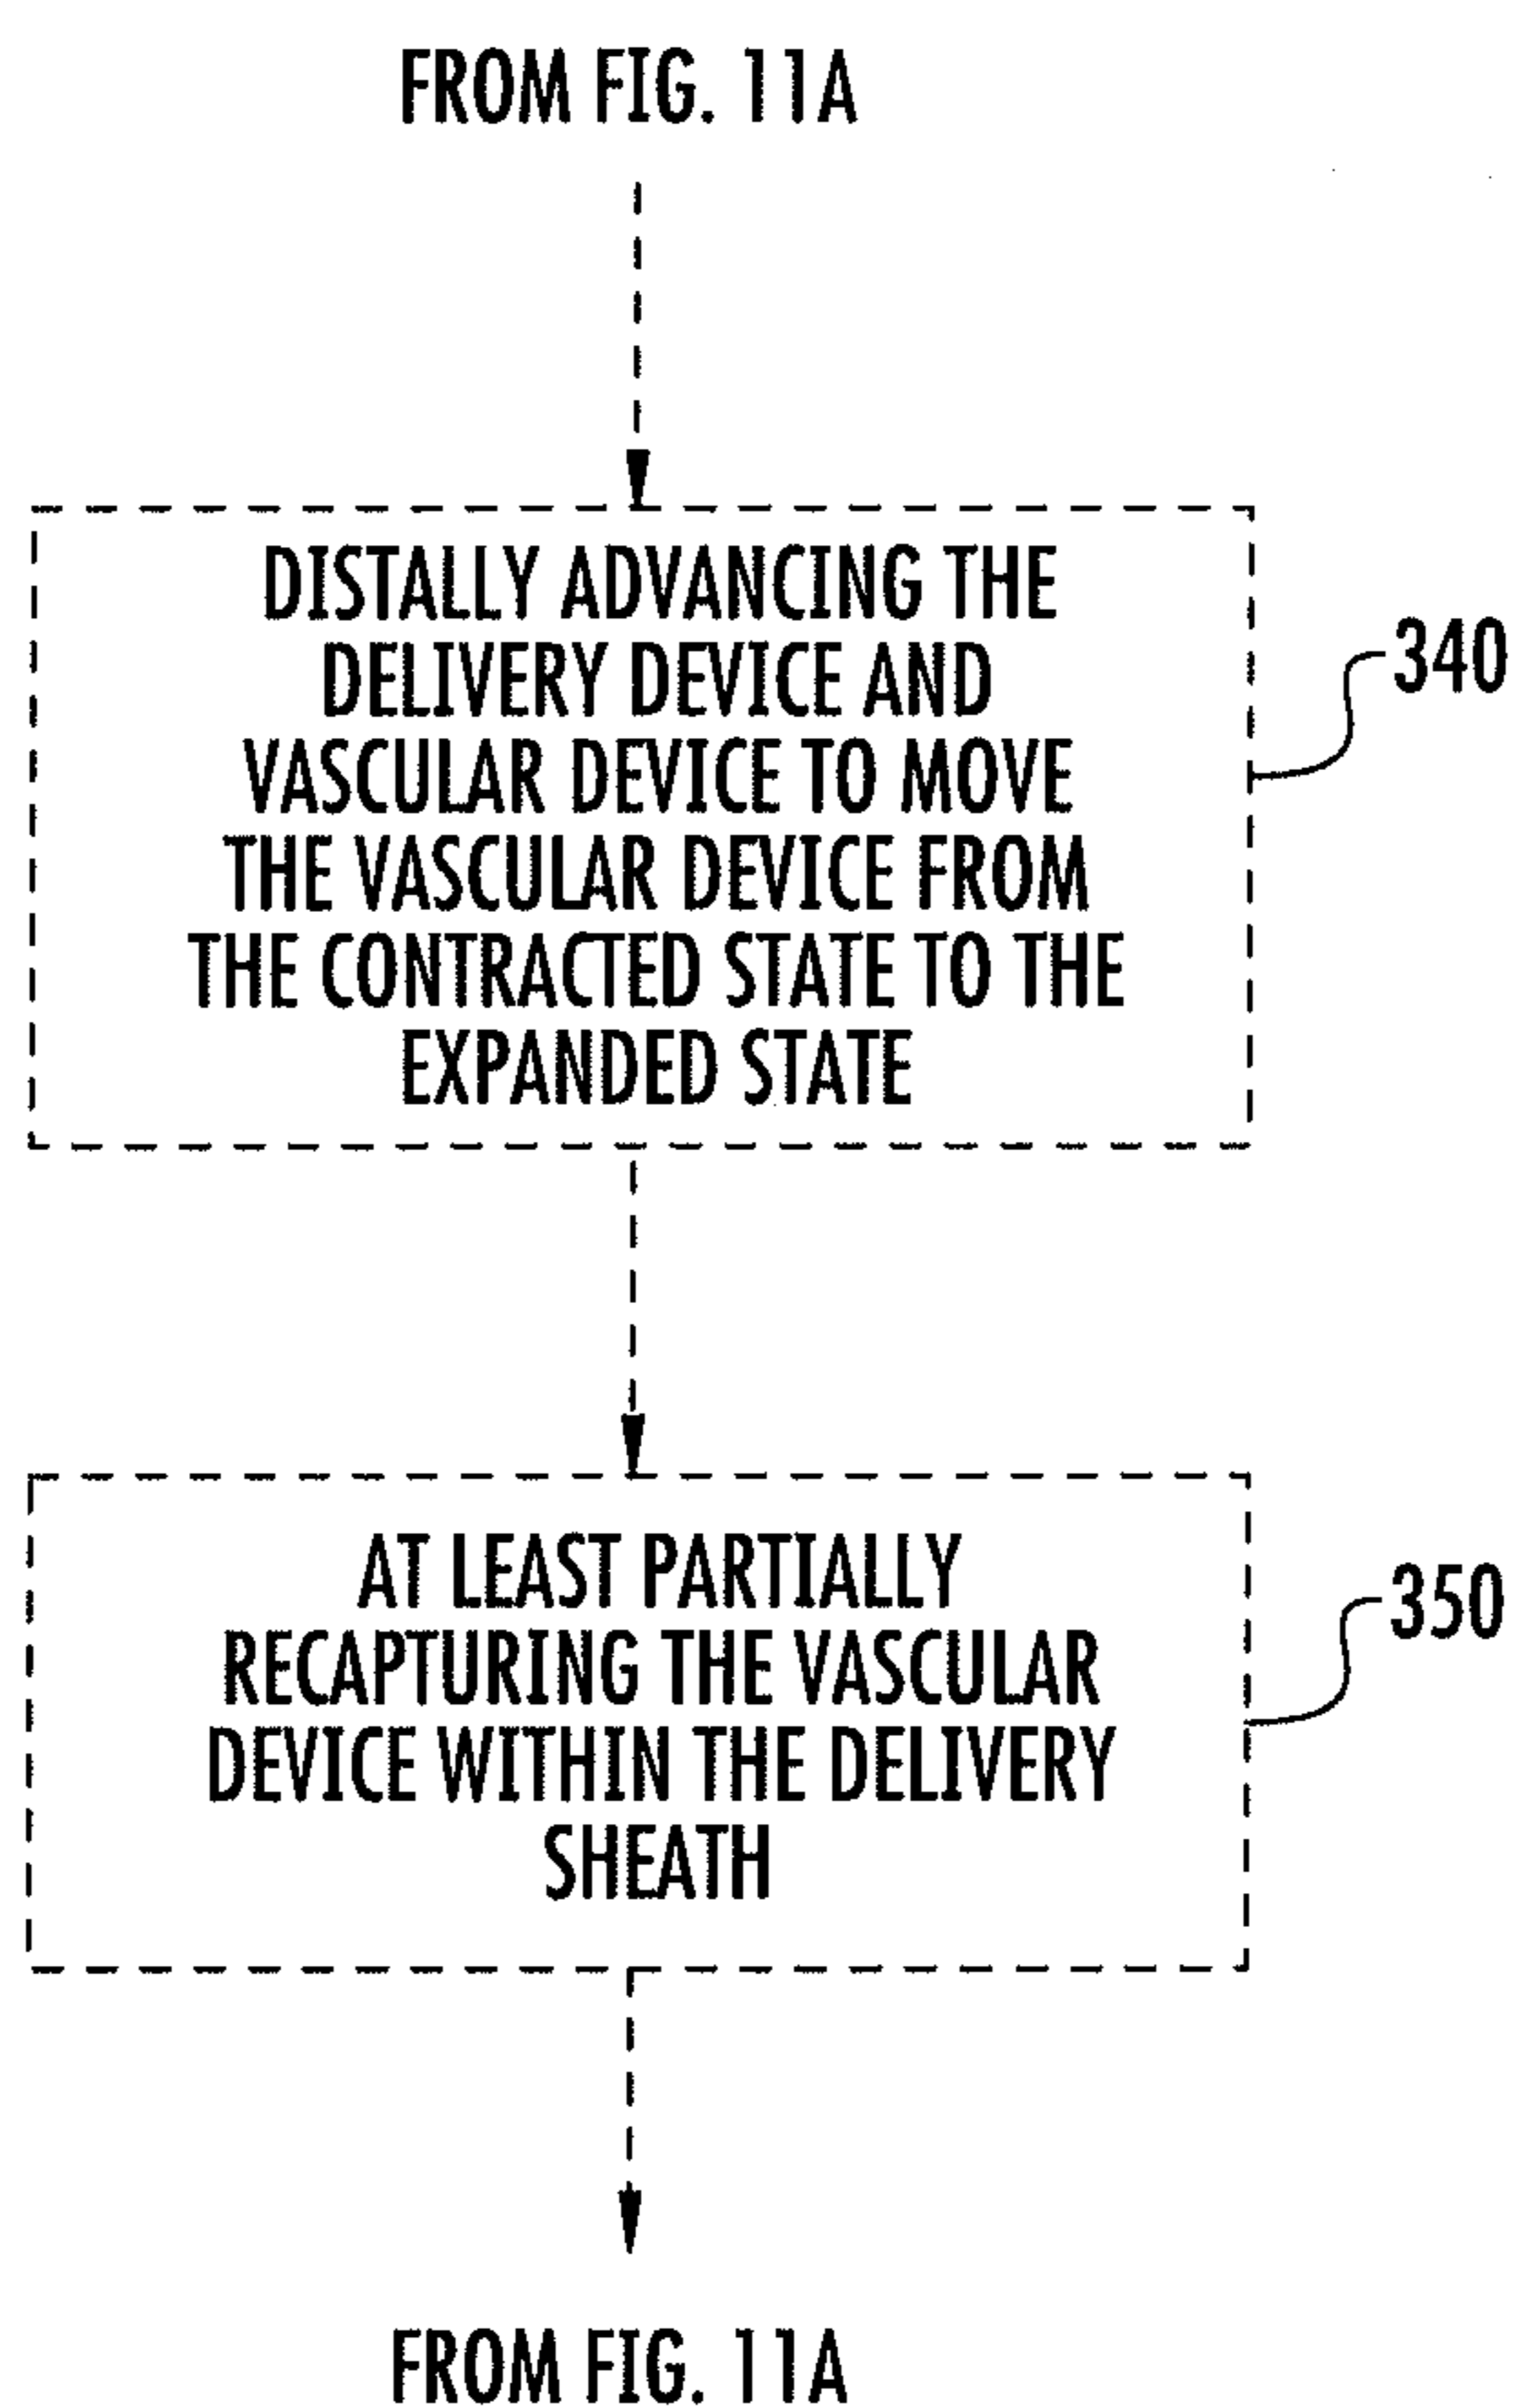 FROM FIG. 11A
DISTALLY ADVANCING THE
DELIVERY DEVICE AND
VASCULAR DEVICE TO MOVE
THE VASCULAR DEVICE FROM
THE CONTRACTED STATE TO THE
EXPANDED STATE
340
AT LEAST PARTIALLY
RECAPTURING THE VASCULAR
DEVICE WITHIN THE DELIVERY
SHEATH
350
FROM FIG. 11A